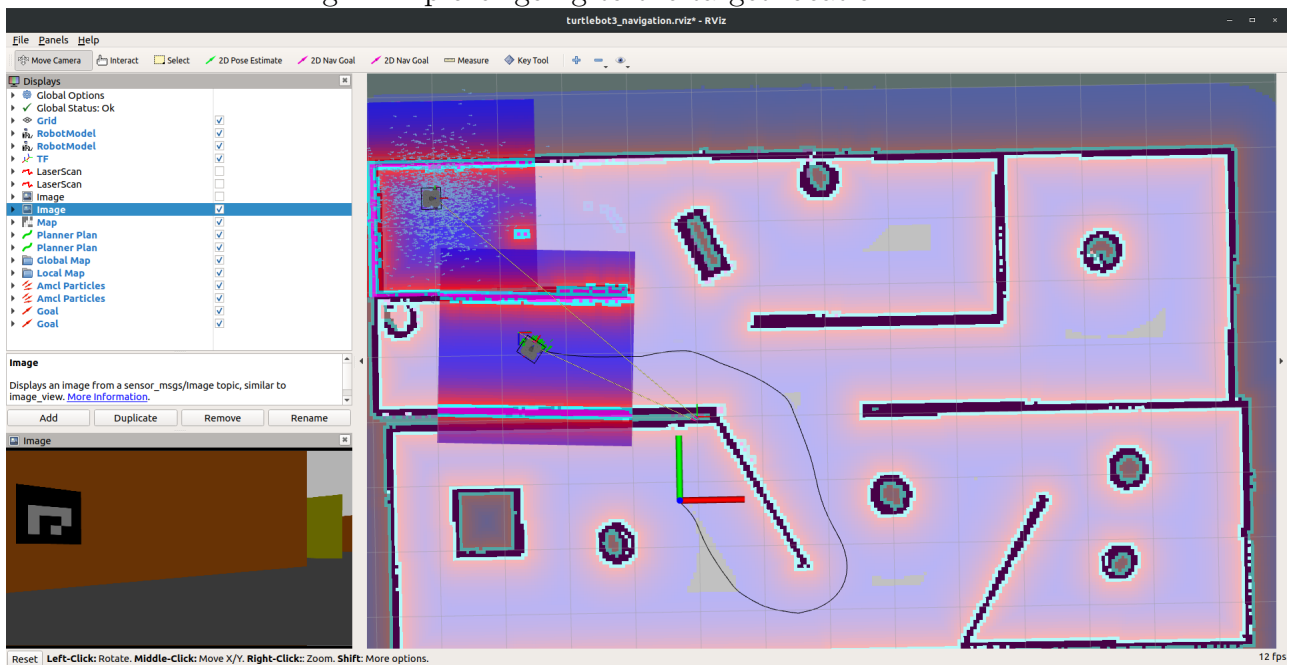 turtlebot3_navigation.rviz* - RViz
File Panels Help
Move Camera Interact Select 2D Pose Estimate 2D Nav Goal 2D Nav Goal Measure Key Tool
Displays
Global Options
Global Status: Ok
Grid
RobotModel
RobotModel
TF
LaserScan
LaserScan
Image
Image
Map
Planner Plan
Planner Plan
Global Map
Local Map
Amcl Particles
Amcl Particles
Goal
Goal
Image
Displays an image from a sensor_msgs/Image topic, similar to
image_view. More Information.
Add Duplicate Remove Rename
Image
Reset Left-Click: Rotate. Middle-Click: Move X/Y. Right-Click:: Zoom. Shift: More options.
12 fps